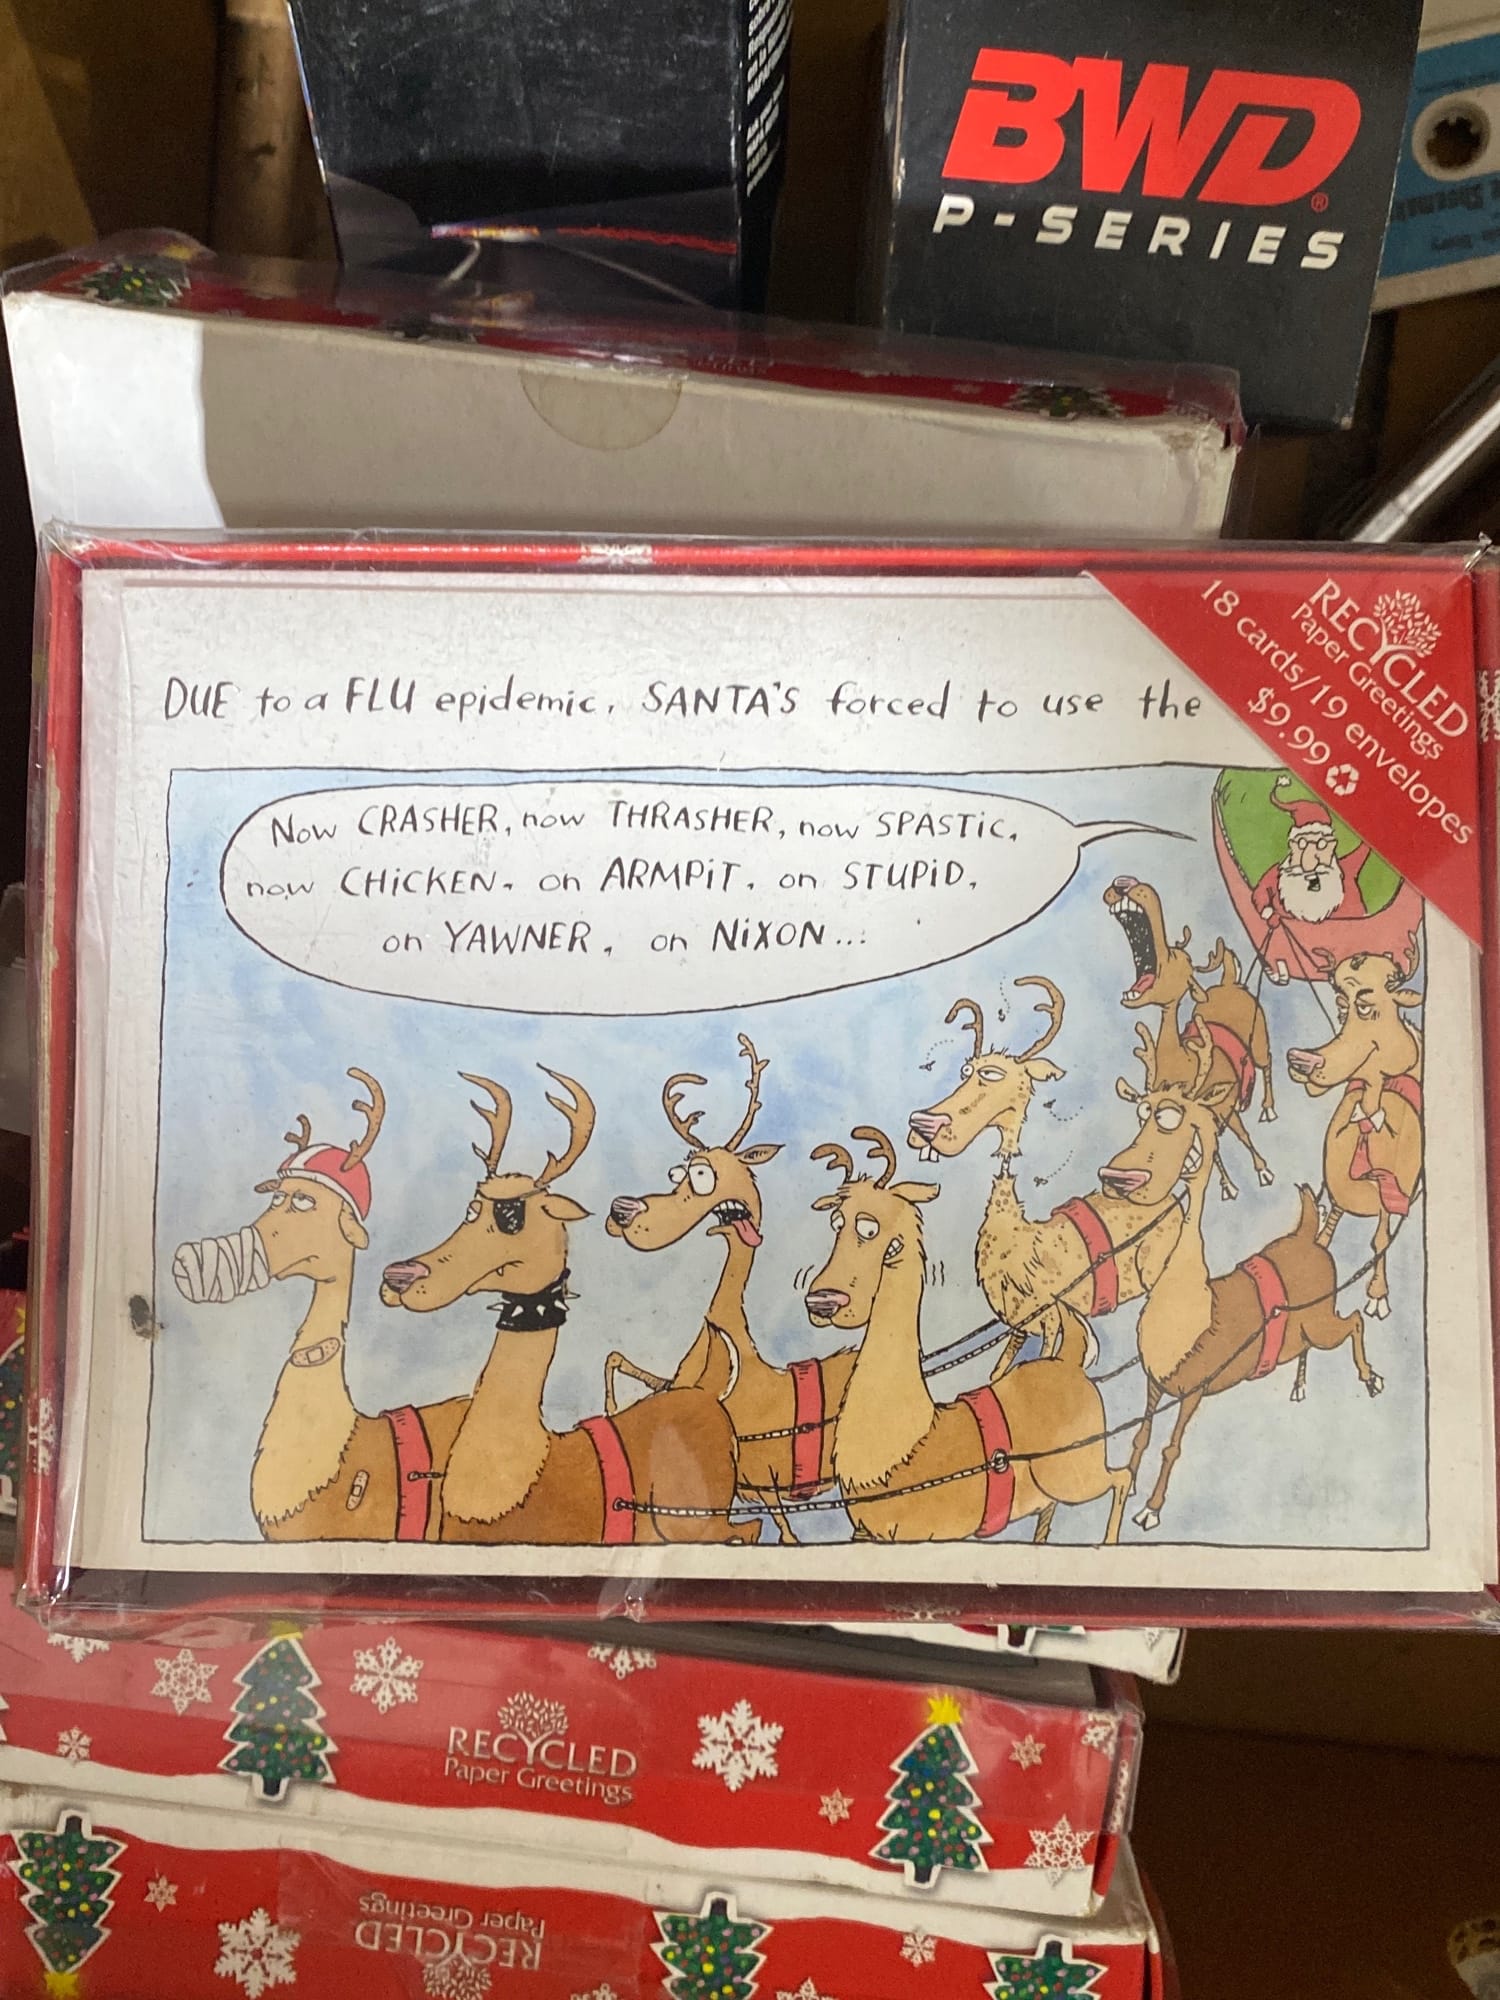 BWD®
P-SERIES
RECYCLED
Paper Greetings
18 cards/19 envelopes
$9.99
DUE to a FLU epidemic, SANTA'S forced to use the
Now CRASHER, now THRASHER, now SPASTIC,
now CHICKEN. on ARMPIT, on STUPID,
on YAWNER, on NIXON...
RECYCLED
Paper Greetings
RECYCLED
Paper Greetings